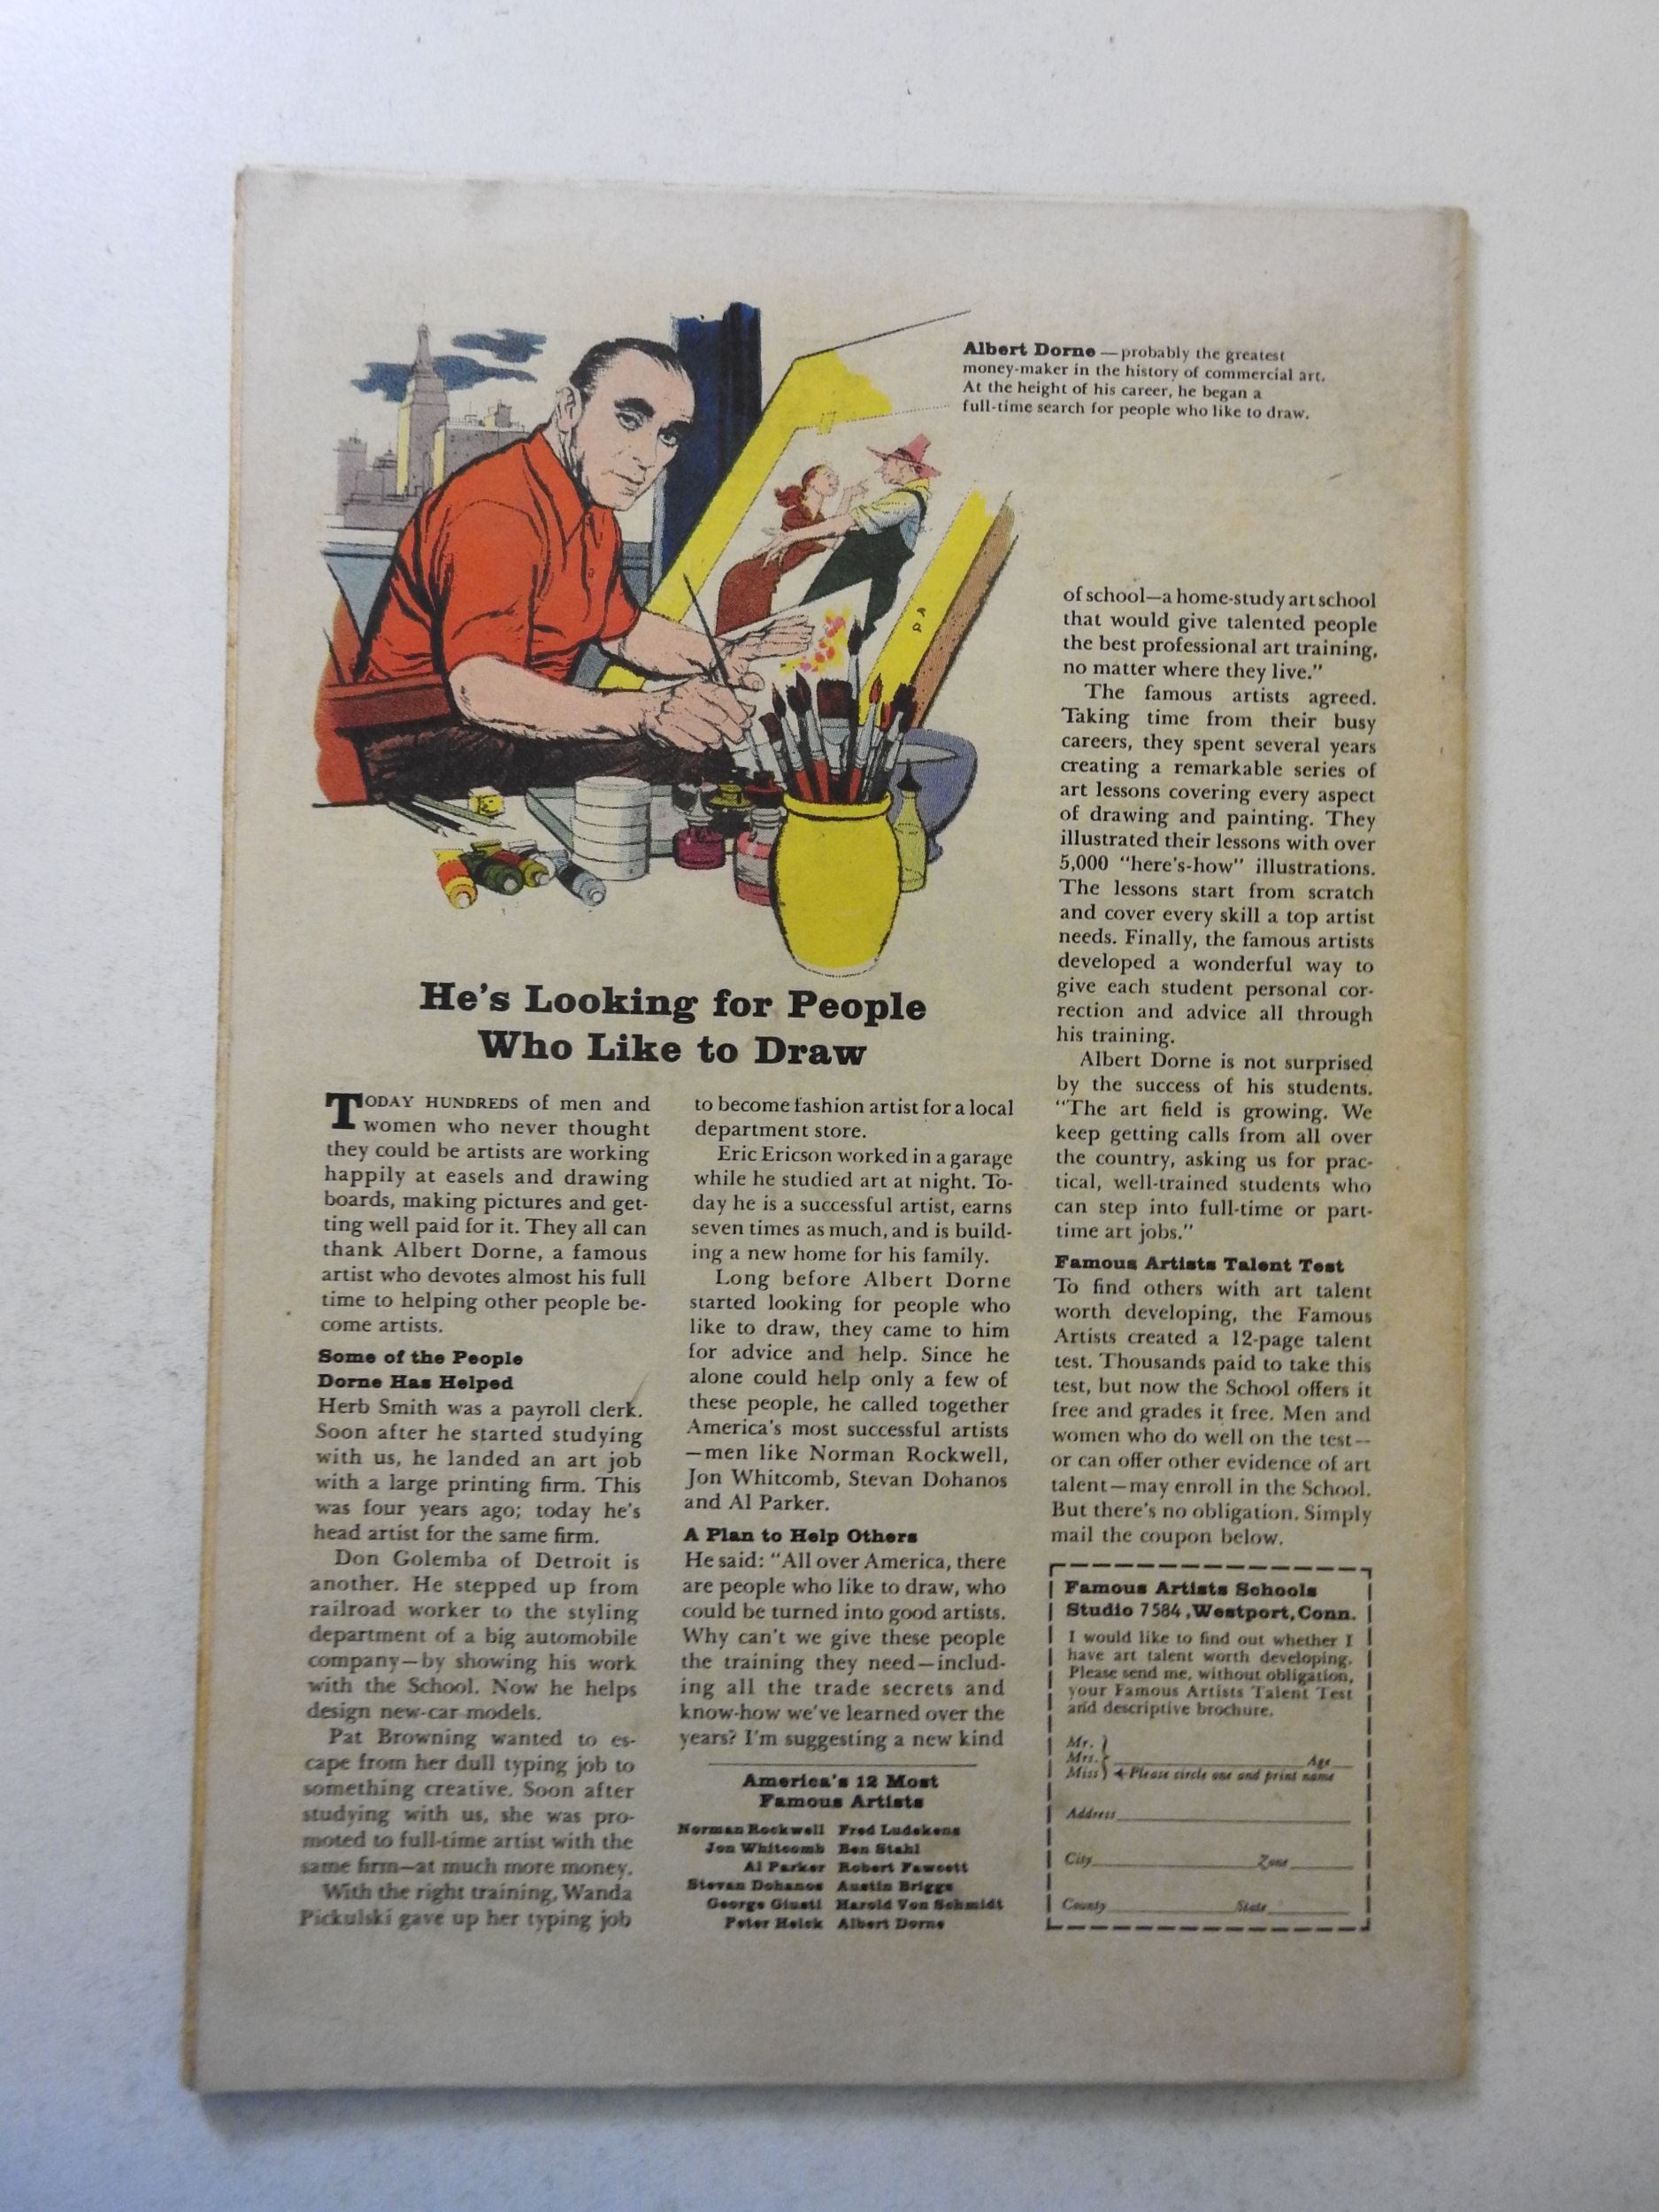 Albert Dorne — probably the greatest
money-maker in the history of commercial art.
At the height of his career, he began a
full-time search for people who like to draw.
He's Looking for People
Who Like to Draw
TODAY HUNDREDS of men and
women who never thought
they could be artists are working
happily at easels and drawing
boards, making pictures and get-
ting well paid for it. They all can
thank Albert Dorne, a famous
artist who devotes almost his full
time to helping other people be-
come artists.
Some of the People
Dorne Has Helped
Herb Smith was a payroll clerk.
Soon after he started studying
with us, he landed an art job
with a large printing firm. This
was four years ago; today he's
head artist for the same firm.
Don Golemba of Detroit is
another. He stepped up from
railroad worker to the styling
department of a big automobile
company—by showing his work
with the School. Now he helps
design new-car models.
Pat Browning wanted to es-
cape from her dull typing job to
something creative. Soon after
studying with us, she was pro-
moted to full-time artist with the
same firm—at much more money.
With the right training, Wanda
Pickulski gave up her typing job
to become fashion artist for a local
department store.
Eric Ericson worked in a garage
while he studied art at night. To-
day he is a successful artist, earns
seven times as much, and is build-
ing a new home for his family.
Long before Albert Dorne
started looking for people who
like to draw, they came to him
for advice and help. Since he
alone could help only a few of
these people, he called together
America's most successful artists
—men like Norman Rockwell,
Jon Whitcomb, Stevan Dohanos
and Al Parker.
A Plan to Help Others
He said: "All over America, there
are people who like to draw, who
could be turned into good artists.
Why can't we give these people
the training they need—includ-
ing all the trade secrets and
know-how we've learned over the
years? I'm suggesting a new kind
of school—a home-study art school
that would give talented people
the best professional art training,
no matter where they live."
The famous artists agreed.
Taking time from their busy
careers, they spent several years
creating a remarkable series of
art lessons covering every aspect
of drawing and painting. They
illustrated their lessons with over
5,000 "here's-how" illustrations.
The lessons start from scratch
and cover every skill a top artist
needs. Finally, the famous artists
developed a wonderful way to
give each student personal cor-
rection and advice all through
his training.
Albert Dorne is not surprised
by the success of his students.
"The art field is growing. We
keep getting calls from all over
the country, asking us for prac-
tical, well-trained students who
can step into full-time or part-
time art jobs."
Famous Artists Talent Test
To find others with art talent
worth developing, the Famous
Artists created a 12-page talent
test. Thousands paid to take this
test, but now the School offers it
free and grades it free. Men and
women who do well on the test—
or can offer other evidence of art
talent—may enroll in the School.
But there's no obligation. Simply
mail the coupon below.
America's 12 Most
Famous Artists
Norman Rockwell Fred Ludekens
Jon Whitcomb Ben Stahl
Al Parker Robert Fawcett
Stevan Dohanos Austin Briggs
George Giusti Harold Von Schmidt
Peter Helck Albert Dorne
Famous Artists Schools
Studio 7584, Westport, Conn.
I would like to find out whether I
have art talent worth developing.
Please send me, without obligation,
your Famous Artists Talent Test
and descriptive brochure.
Mr.
Mrs. Age
Miss Please circle one and print name
Address
City Zone
County State